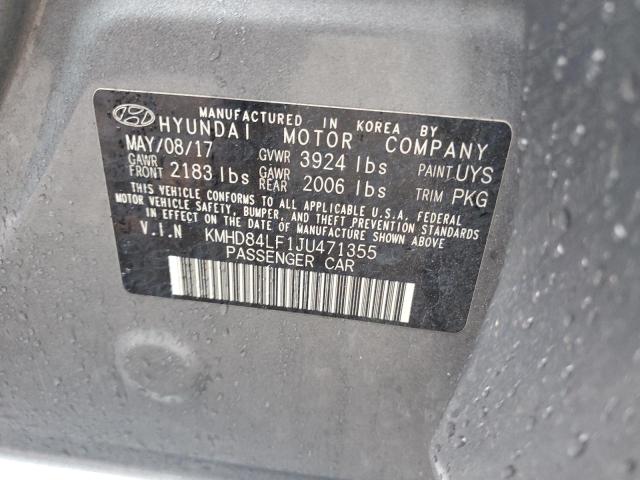 MANUFACTURED IN KOREA BY
HYUNDAI MOTOR COMPANY
MAY/08/17 GVWR 3924 lbs PAINT:UYS
GAWR FRONT 2183 lbs GAWR REAR 2006 lbs TRIM PKG
THIS VEHICLE CONFORMS TO ALL APPLICABLE U.S.A. FEDERAL
MOTOR VEHICLE SAFETY, BUMPER, AND THEFT PREVENTION STANDARDS
IN EFFECT ON THE DATE OF MANUFACTURE SHOWN ABOVE.
V.I.N KMHD84LF1JU471355
PASSENGER CAR